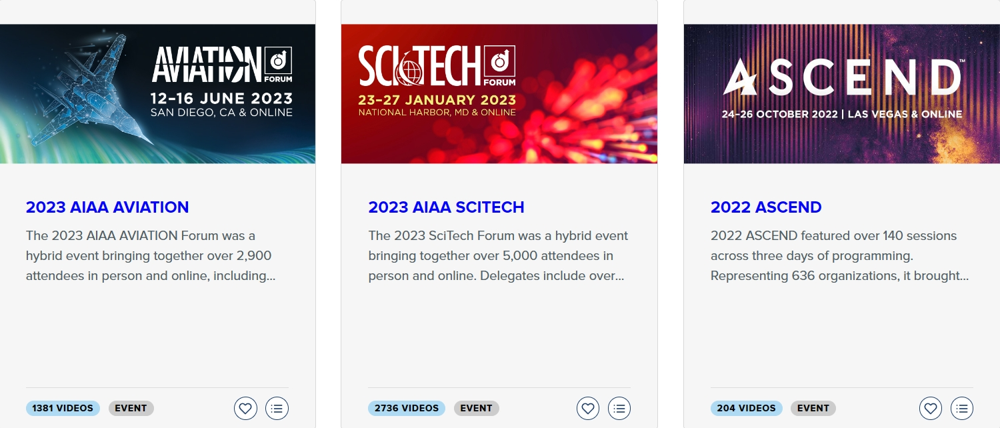 AVIATION FORUM
12–16 JUNE 2023
SAN DIEGO, CA & ONLINE
2023 AIAA AVIATION
The 2023 AIAA AVIATION Forum was a
hybrid event bringing together over 2,900
attendees in person and online, including...
1381 VIDEOS EVENT
SCITECH FORUM
23–27 JANUARY 2023
NATIONAL HARBOR, MD & ONLINE
2023 AIAA SCITECH
The 2023 SciTech Forum was a hybrid event
bringing together over 5,000 attendees in
person and online. Delegates include over...
2736 VIDEOS EVENT
ASCEND™
24–26 OCTOBER 2022 | LAS VEGAS & ONLINE
2022 ASCEND
2022 ASCEND featured over 140 sessions
across three days of programming.
Representing 636 organizations, it brought...
204 VIDEOS EVENT